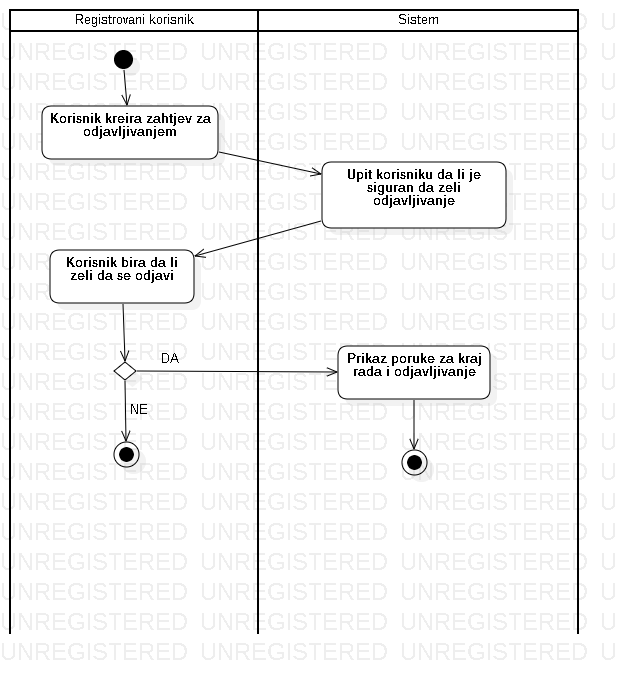 Registrovani korisnik
Sistem
Korisnik kreira zahtjev za
odjavljivanjem
Upit korisniku da li je
siguran da zeli
odjavljivanje
Korisnik bira da li
zeli da se odjavi
DA
Prikaz poruke za kraj
rada i odjavljivanje
NE
UNREGISTERED